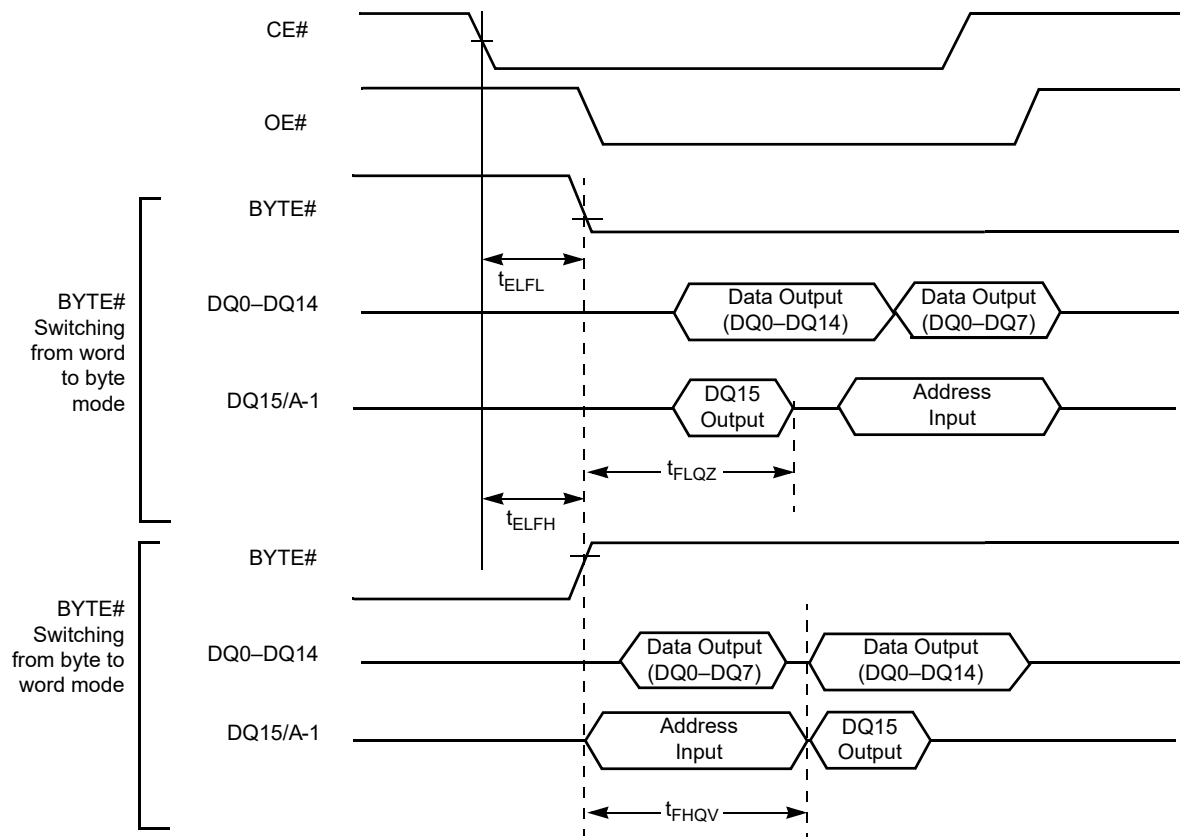 CE#
OE#
BYTE#
tELFL
BYTE#
Switching
from word
to byte
mode
DQ0–DQ14
Data Output
(DQ0–DQ14)
Data Output
(DQ0–DQ7)
DQ15/A-1
DQ15
Output
Address
Input
tFLQZ
tELFH
BYTE#
BYTE#
Switching
from byte to
word mode
DQ0–DQ14
Data Output
(DQ0–DQ7)
Data Output
(DQ0–DQ14)
DQ15/A-1
Address
Input
DQ15
Output
tFHQV